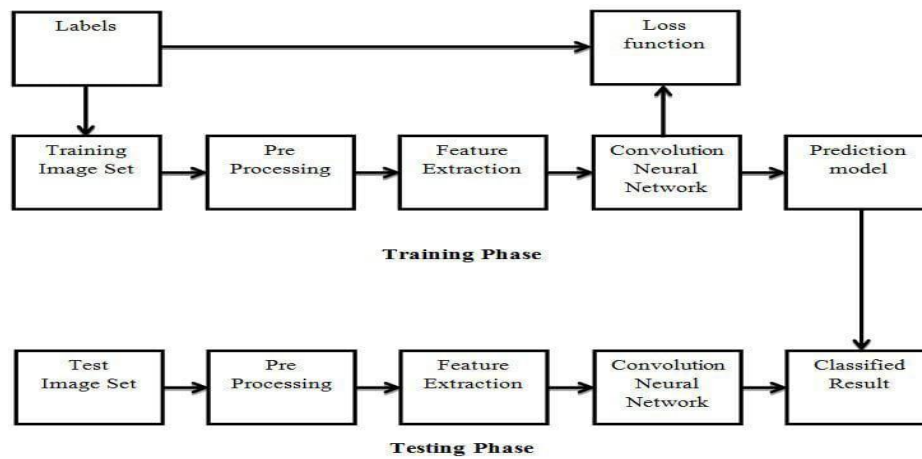 Labels
Loss
function
Training
Image Set
Pre
Processing
Feature
Extraction
Convolution
Neural
Network
Prediction
model
Training Phase
Test
Image Set
Pre
Processing
Feature
Extraction
Convolution
Neural
Network
Classified
Result
Testing Phase